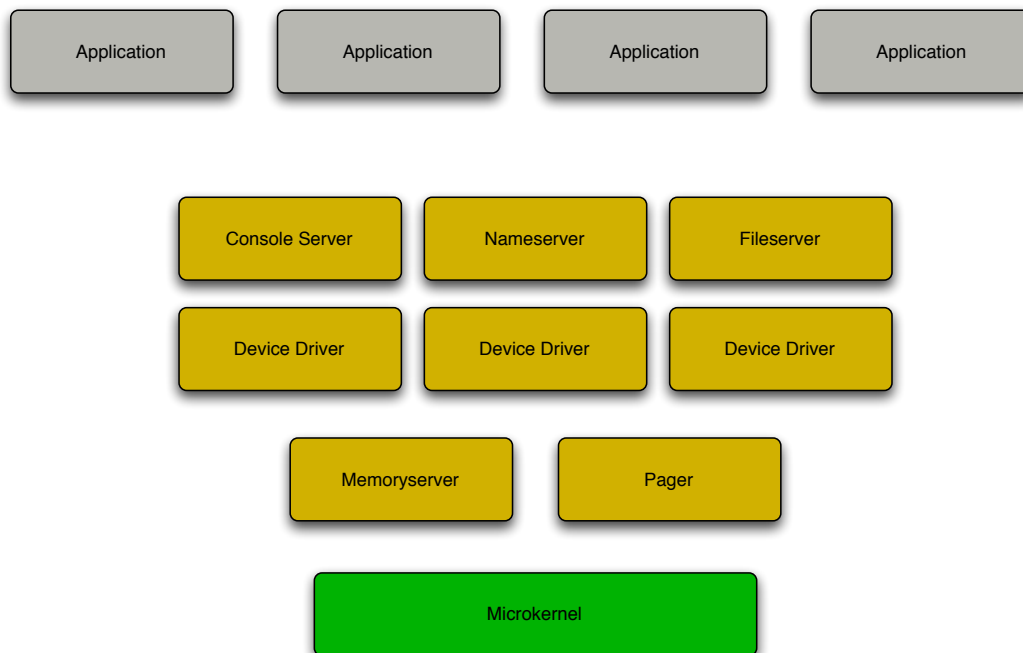 Application
Application
Application
Application
Console Server
Nameserver
Fileserver
Device Driver
Device Driver
Device Driver
Memoryserver
Pager
Microkernel